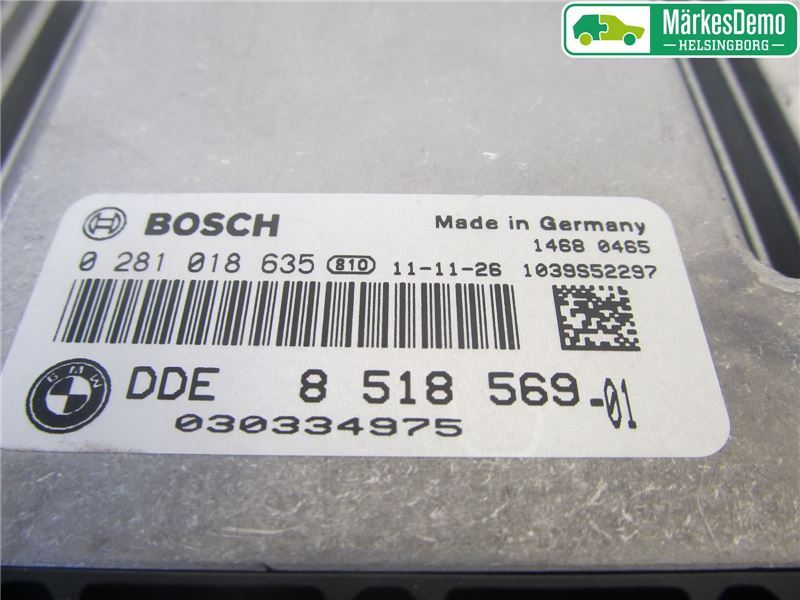 MärkesDemo
HELSINGBORG
BOSCH
Made in Germany
1468 0465
0 281 018 635 810 11-11-26 1039S52297
BMW
DDE 8 518 569-01
030334975